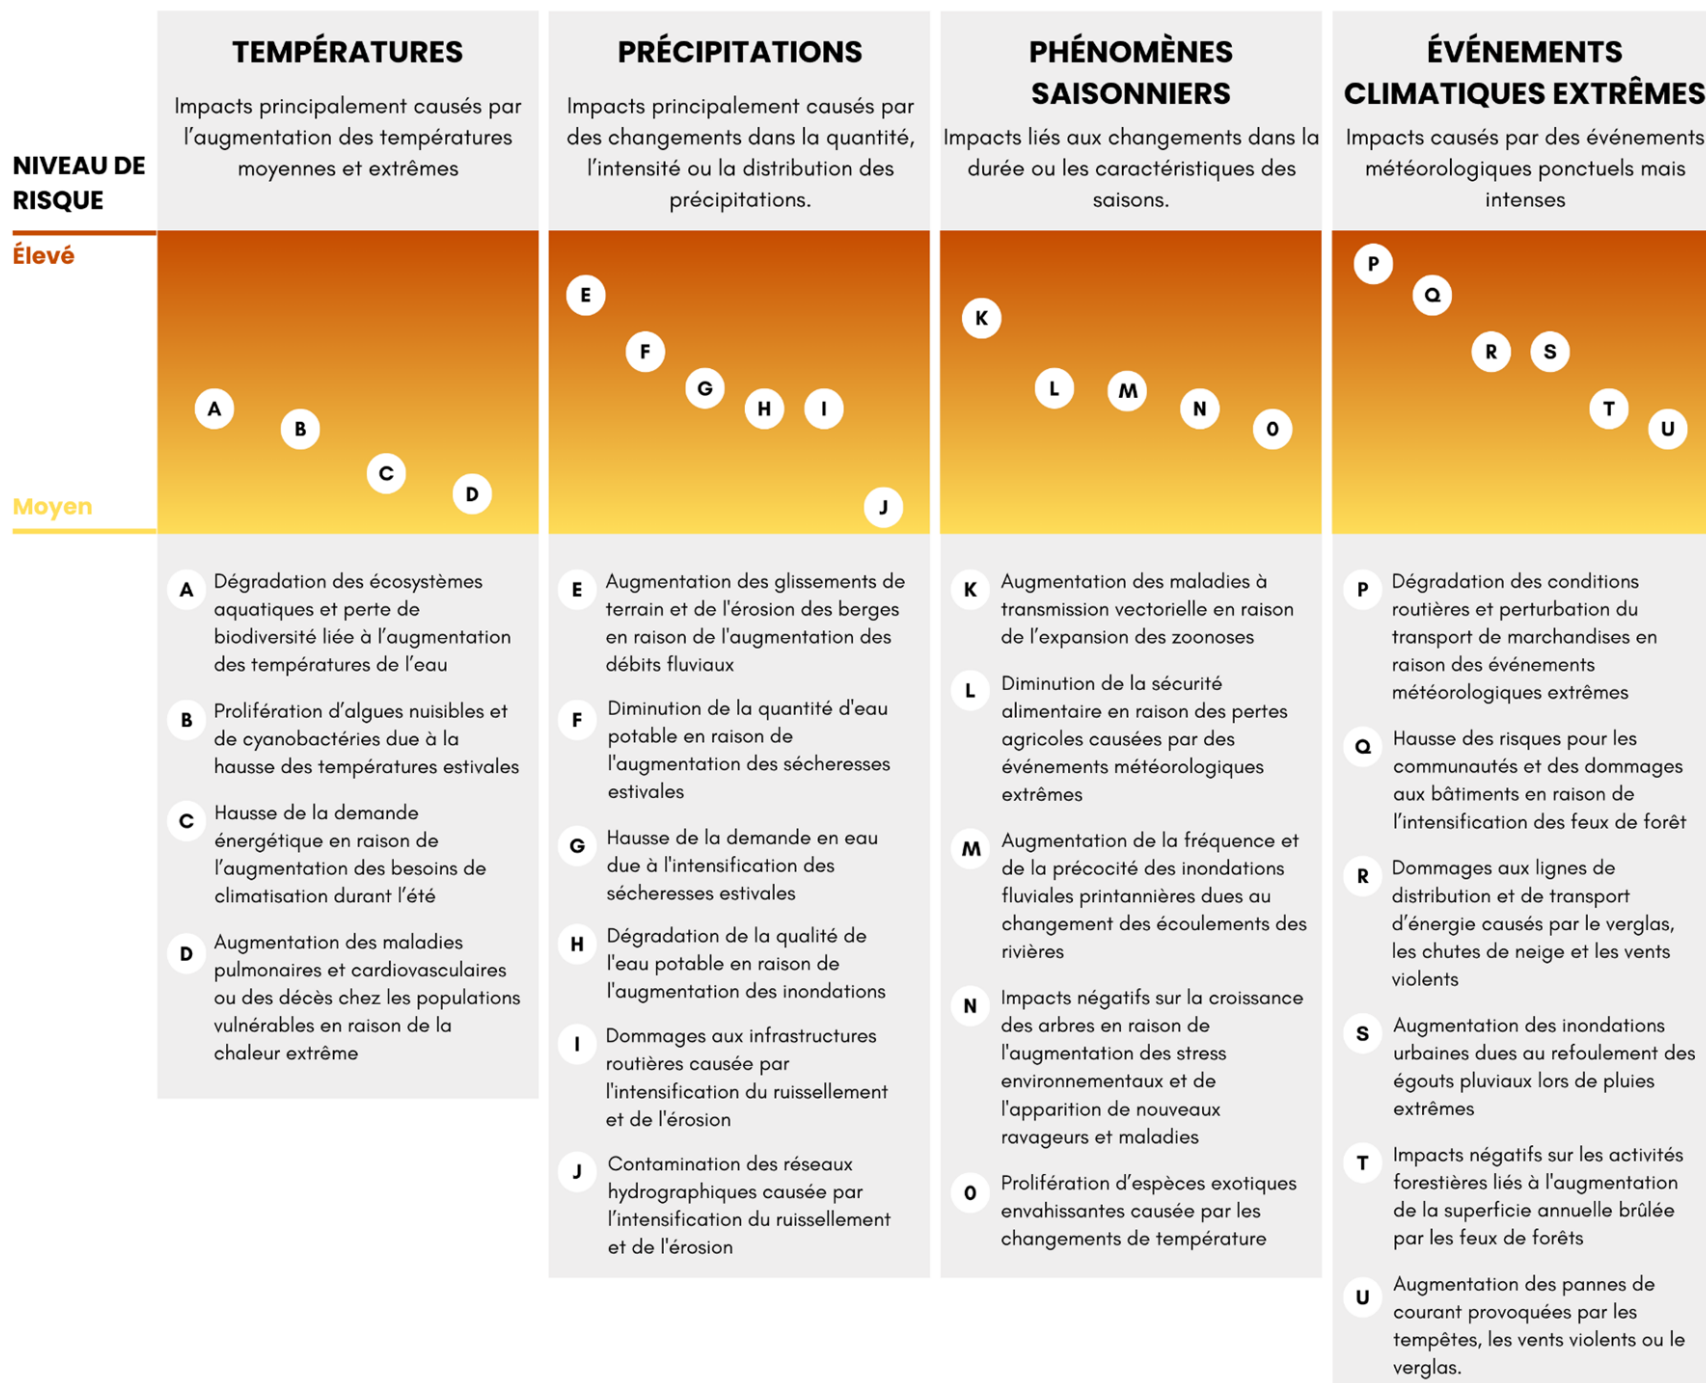 TEMPÉRATURES
Impacts principalement causés par
l’augmentation des températures
moyennes et extrêmes
PRÉCIPITATIONS
Impacts principalement causés par
des changements dans la quantité,
l’intensité ou la distribution des
précipitations.
PHÉNOMÈNES
SAISONNIERS
Impacts liés aux changements dans la
durée ou les caractéristiques des
saisons.
ÉVÉNEMENTS
CLIMATIQUES EXTRÊMES
Impacts causés par des événements
météorologiques ponctuels mais
intenses
NIVEAU DE
RISQUE
Élevé
Moyen
A
B
C
D
E
F
G
H
I
J
K
L
M
N
O
P
Q
R
S
T
U
A Dégradation des écosystèmes
aquatiques et perte de
biodiversité liée à l’augmentation
des températures de l’eau
B Prolifération d’algues nuisibles et
de cyanobactéries due à la
hausse des températures estivales
C Hausse de la demande
énergétique en raison de
l’augmentation des besoins de
climatisation durant l’été
D Augmentation des maladies
pulmonaires et cardiovasculaires
ou des décès chez les populations
vulnérables en raison de la
chaleur extrême
E Augmentation des glissements de
terrain et de l'érosion des berges
en raison de l'augmentation des
débits fluviaux
F Diminution de la quantité d'eau
potable en raison de
l'augmentation des sécheresses
estivales
G Hausse de la demande en eau
due à l'intensification des
sécheresses estivales
H Dégradation de la qualité de
l'eau potable en raison de
l'augmentation des inondations
I Dommages aux infrastructures
routières causée par
l'intensification du ruissellement
et de l'érosion
J Contamination des réseaux
hydrographiques causée par
l’intensification du ruissellement
et de l'érosion
K Augmentation des maladies à
transmission vectorielle en raison
de l’expansion des zoonoses
L Diminution de la sécurité
alimentaire en raison des pertes
agricoles causées par des
événements météorologiques
extrêmes
M Augmentation de la fréquence et
de la précocité des inondations
fluviales printannières dues au
changement des écoulements des
rivières
N Impacts négatifs sur la croissance
des arbres en raison de
l'augmentation des stress
environnementaux et de
l'apparition de nouveaux
ravageurs et maladies
O Prolifération d’espèces exotiques
envahissantes causée par les
changements de température
P Dégradation des conditions
routières et perturbation du
transport de marchandises en
raison des événements
météorologiques extrêmes
Q Hausse des risques pour les
communautés et des dommages
aux bâtiments en raison de
l’intensification des feux de forêt
R Dommages aux lignes de
distribution et de transport
d’énergie causés par le verglas,
les chutes de neige et les vents
violents
S Augmentation des inondations
urbaines dues au refoulement des
égouts pluviaux lors de pluies
extrêmes
T Impacts négatifs sur les activités
forestières liés à l'augmentation
de la superficie annuelle brûlée
par les feux de forêts
U Augmentation des pannes de
courant provoquées par les
tempêtes, les vents violents ou le
verglas.